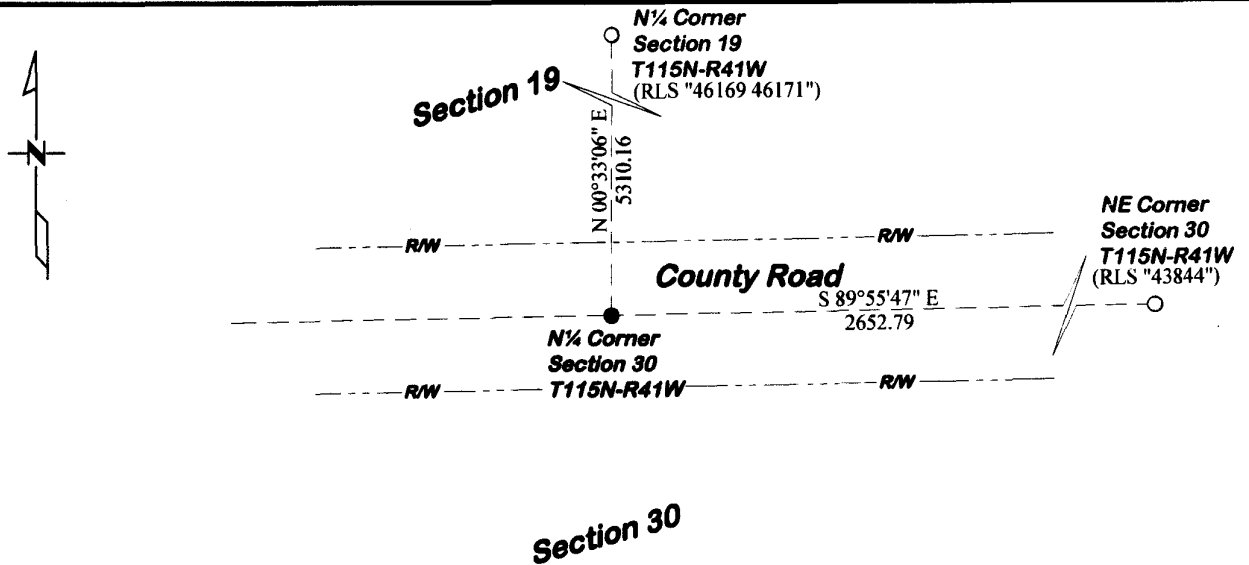 N¼ Corner
Section 19
T115N-R41W
(RLS "46169 46171")
Section 19
N
N 00°33'06" E
5310.16
NE Corner
Section 30
T115N-R41W
(RLS "43844")
R/W
R/W
County Road
S 89°55'47" E
2652.79
N¼ Corner
Section 30
T115N-R41W
R/W
R/W
Section 30